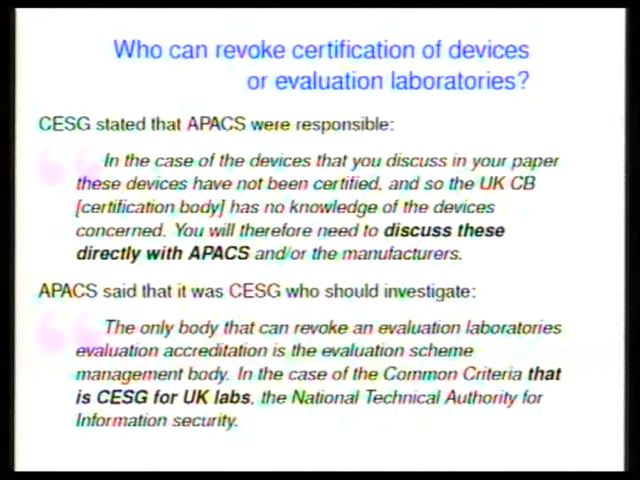 Who can revoke certification of devices
or evaluation laboratories?
CESG stated that APACS were responsible:
In the case of the devices that you discuss in your paper
these devices have not been certified, and so the UK CB
[certification body] has no knowledge of the devices
concerned. You will therefore need to discuss these
directly with APACS and/or the manufacturers.
APACS said that it was CESG who should investigate:
The only body that can revoke an evaluation laboratories
evaluation accreditation is the evaluation scheme
management body. In the case of the Common Criteria that
is CESG for UK labs, the National Technical Authority for
Information security.